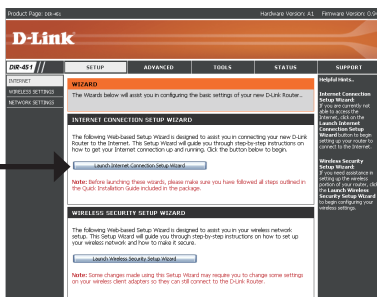 Product Page: DIR-451 Hardware Version: A1 Firmware Version: 0.9
D-Link
DIR-451 SETUP ADVANCED TOOLS STATUS SUPPORT
INTERNET
WIRELESS SETTINGS
NETWORK SETTINGS
WIZARD
The Wizards below will assist you in configuring the basic settings of your new D-Link Router..
INTERNET CONNECTION SETUP WIZARD
The following Web-based Setup Wizard is designed to assist you in connecting your new D-Link
Router to the Internet. This Setup Wizard will guide you through step-by-step instructions on
how to get your Internet connection up and running. Click the button below to begin.
Launch Internet Connection Setup Wizard
Note: Before launching these wizards, please make sure you have followed all steps outlined in
the Quick Installation Guide included in the package.
WIRELESS SECURITY SETUP WIZARD
The following Web-based Setup Wizard is designed to assist you in your wireless network
setup. This Setup Wizard will guide you through step-by-step instructions on how to set up
your wireless network and how to make it secure.
Launch Wireless Security Setup Wizard
Note: Some changes made using this Setup Wizard may require you to change some settings
on your wireless client adapters so they can still connect to the D-Link Router.
Helpful Hints..
Internet Connection
Setup Wizard:
If you are currently not
able to access the
Internet, click on the
Launch Internet
Connection Setup
Wizard button to begin
setting up your router to
connect to the Internet.
Wireless Security
Setup Wizard:
If you need assistance in
setting up the wireless
portion of your router, click
the Launch Wireless
Security Setup Wizard
to begin configuring your
wireless settings.